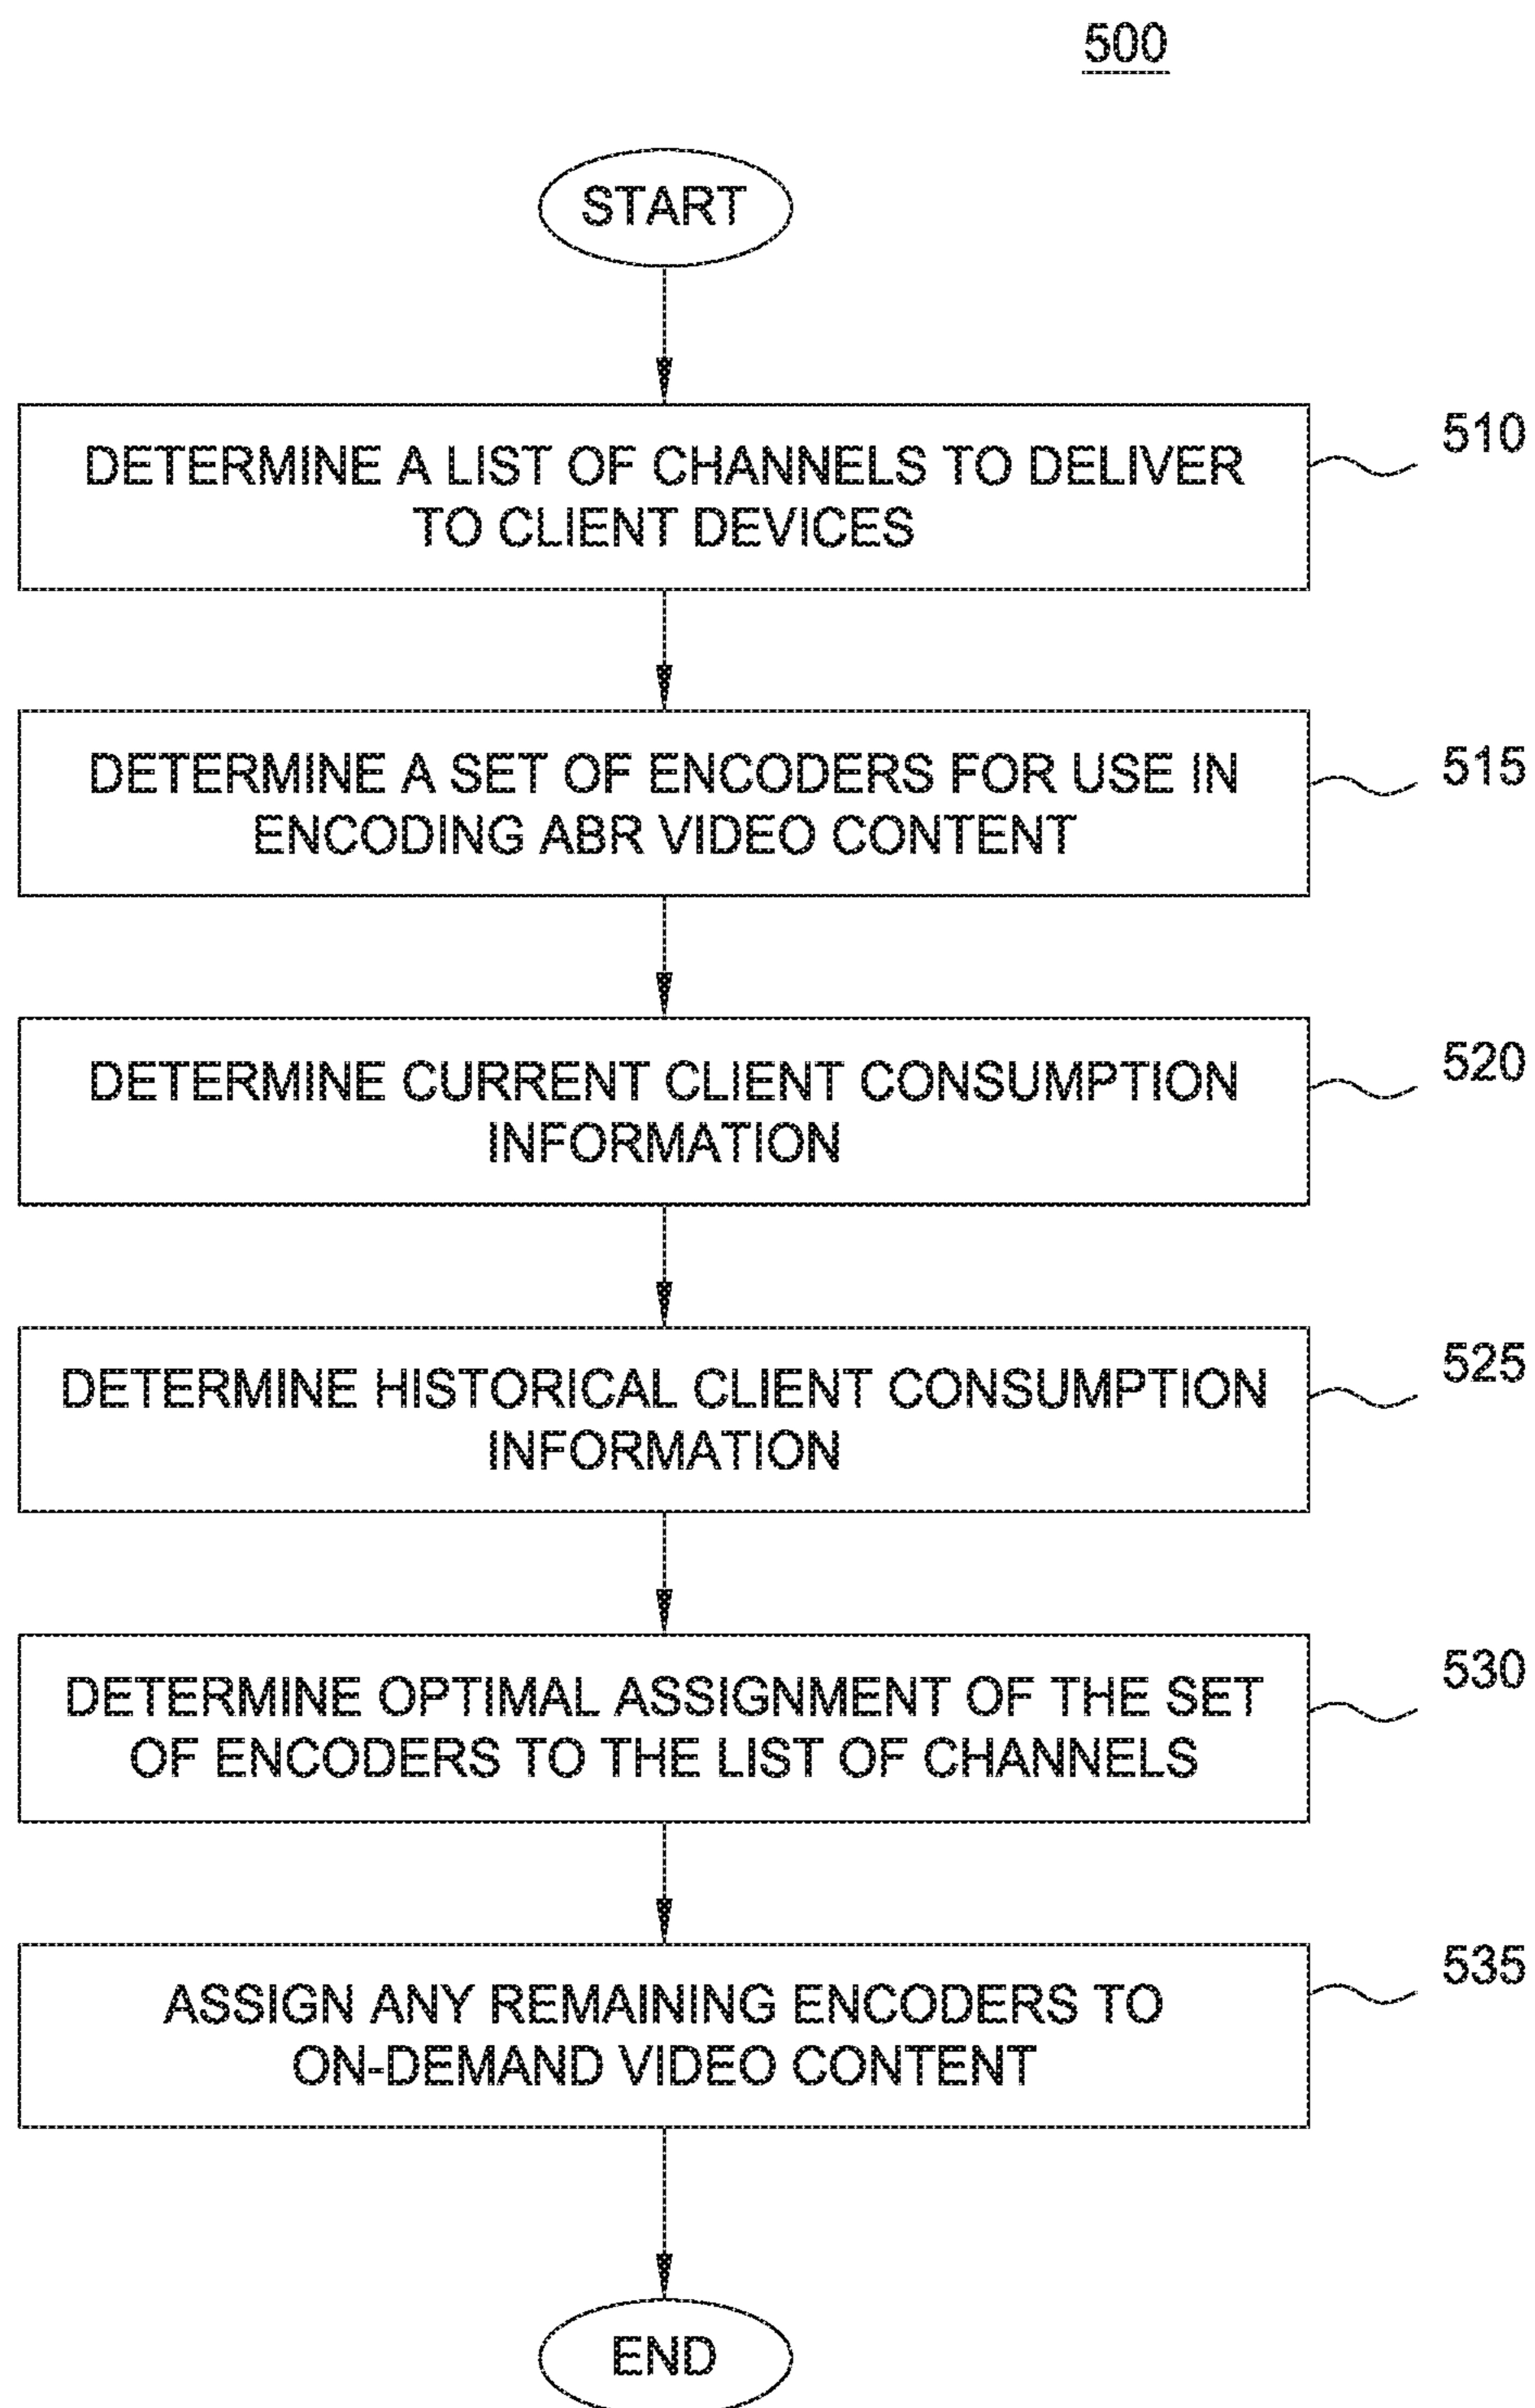 500
START
DETERMINE A LIST OF CHANNELS TO DELIVER
TO CLIENT DEVICES
510
DETERMINE A SET OF ENCODERS FOR USE IN
ENCODING ABR VIDEO CONTENT
515
DETERMINE CURRENT CLIENT CONSUMPTION
INFORMATION
520
DETERMINE HISTORICAL CLIENT CONSUMPTION
INFORMATION
525
DETERMINE OPTIMAL ASSIGNMENT OF THE SET
OF ENCODERS TO THE LIST OF CHANNELS
530
ASSIGN ANY REMAINING ENCODERS TO
ON-DEMAND VIDEO CONTENT
535
END